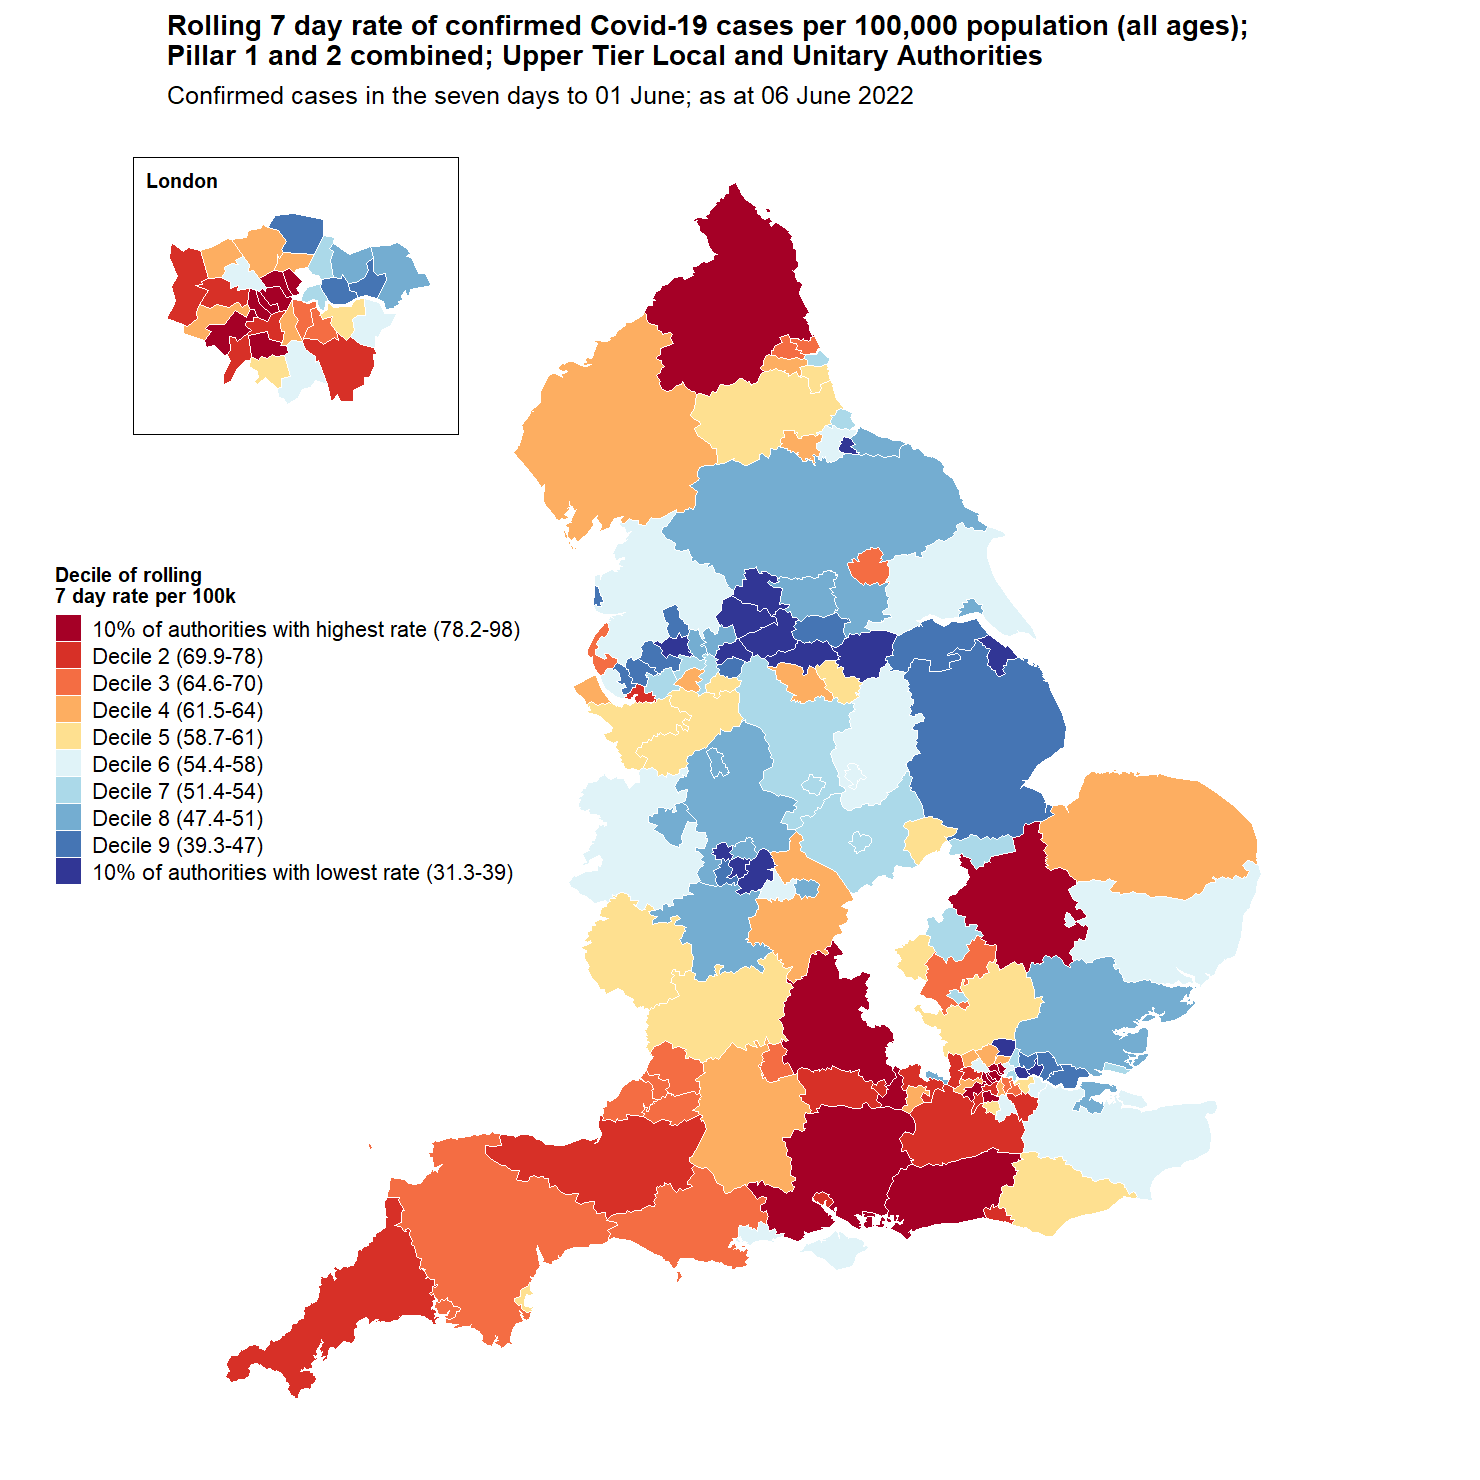 Rolling 7 day rate of confirmed Covid-19 cases per 100,000 population (all ages);
Pillar 1 and 2 combined; Upper Tier Local and Unitary Authorities
Confirmed cases in the seven days to 01 June; as at 06 June 2022
London
Decile of rolling
7 day rate per 100k
10% of authorities with highest rate (78.2-98)
Decile 2 (69.9-78)
Decile 3 (64.6-70)
Decile 4 (61.5-64)
Decile 5 (58.7-61)
Decile 6 (54.4-58)
Decile 7 (51.4-54)
Decile 8 (47.4-51)
Decile 9 (39.3-47)
10% of authorities with lowest rate (31.3-39)